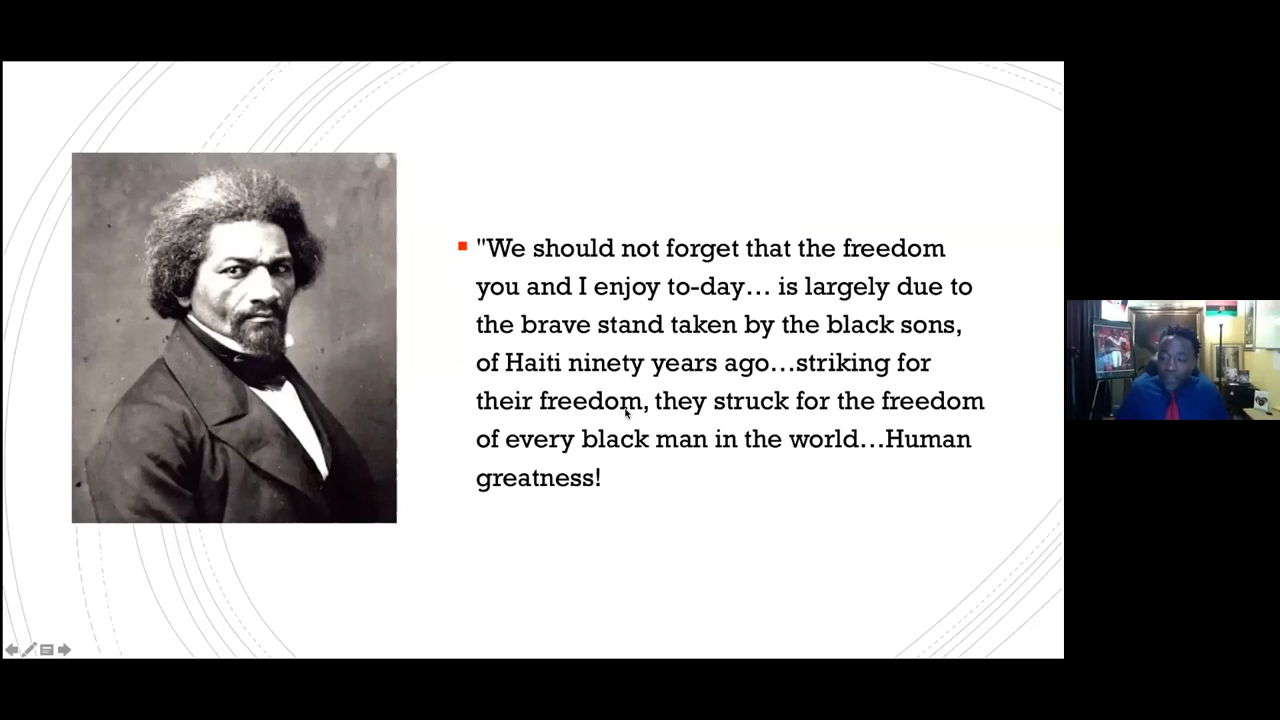 "We should not forget that the freedom
you and I enjoy to-day... is largely due to
the brave stand taken by the black sons,
of Haiti ninety years ago...striking for
their freedom, they struck for the freedom
of every black man in the world...Human
greatness!